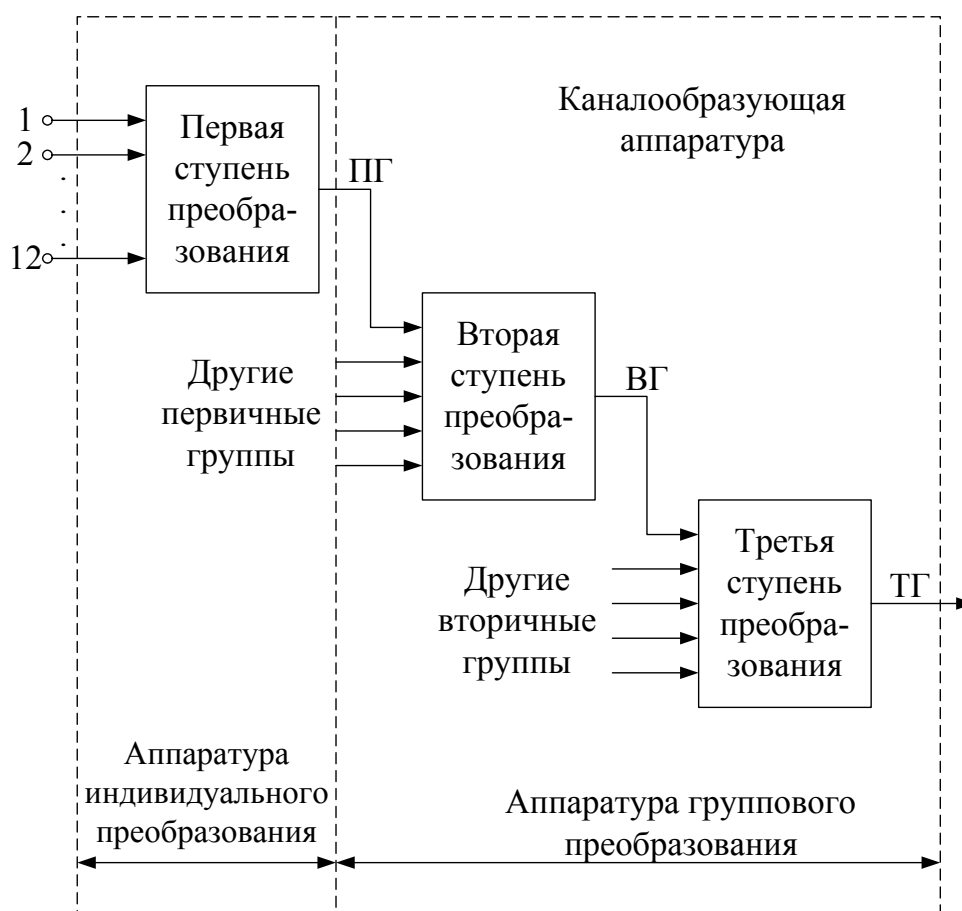 Каналообразующая
аппаратура
1
2
12
Первая
ступень
преобра-
зования
ПГ
Другие
первичные
группы
Вторая
ступень
преобра-
зования
ВГ
Другие
вторичные
группы
Третья
ступень
преобра-
зования
ТГ
Аппаратура
индивидуального
преобразования
Аппаратура группового
преобразования